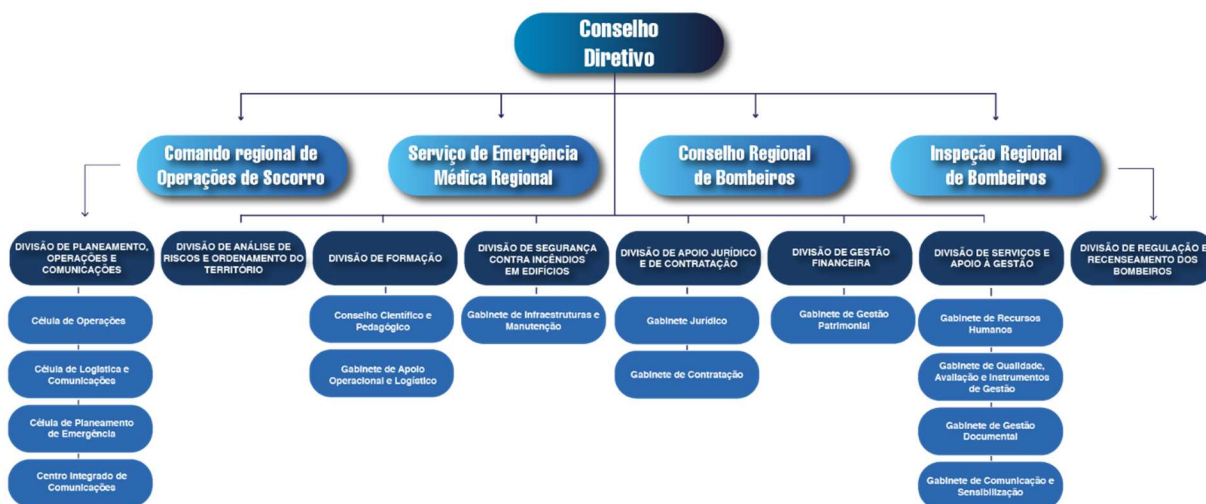 Conselho
Diretivo
Comando regional de
Operações de Socorro
Serviço de Emergência
Médica Regional
Conselho Regional
de Bombeiros
Inspeção Regional
de Bombeiros
DIVISÃO DE PLANEAMENTO,
OPERAÇÕES E
COMUNICAÇÕES
DIVISÃO DE ANÁLISE DE
RISCOS E ORDENAMENTO DO
TERRITÓRIO
DIVISÃO DE FORMAÇÃO
DIVISÃO DE SEGURANÇA
CONTRA INCÊNDIOS
EM EDIFÍCIOS
DIVISÃO DE APOIO JURÍDICO
E DE CONTRATAÇÃO
DIVISÃO DE GESTÃO
FINANCEIRA
DIVISÃO DE SERVIÇOS E
APOIO À GESTÃO
DIVISÃO DE REGULAÇÃO E
RECENSEAMENTO DOS
BOMBEIROS
Célula de Operações
Célula de Logística e
Comunicações
Célula de Planeamento
de Emergência
Centro Integrado de
Comunicações
Conselho Científico e
Pedagógico
Gabinete de Apoio
Operacional e Logístico
Gabinete de Infraestruturas e
Manutenção
Gabinete Jurídico
Gabinete de Contratação
Gabinete de Gestão
Patrimonial
Gabinete de Recursos
Humanos
Gabinete de Qualidade,
Avaliação e Instrumentos
de Gestão
Gabinete de Gestão
Documental
Gabinete de Comunicação e
Sensibilização